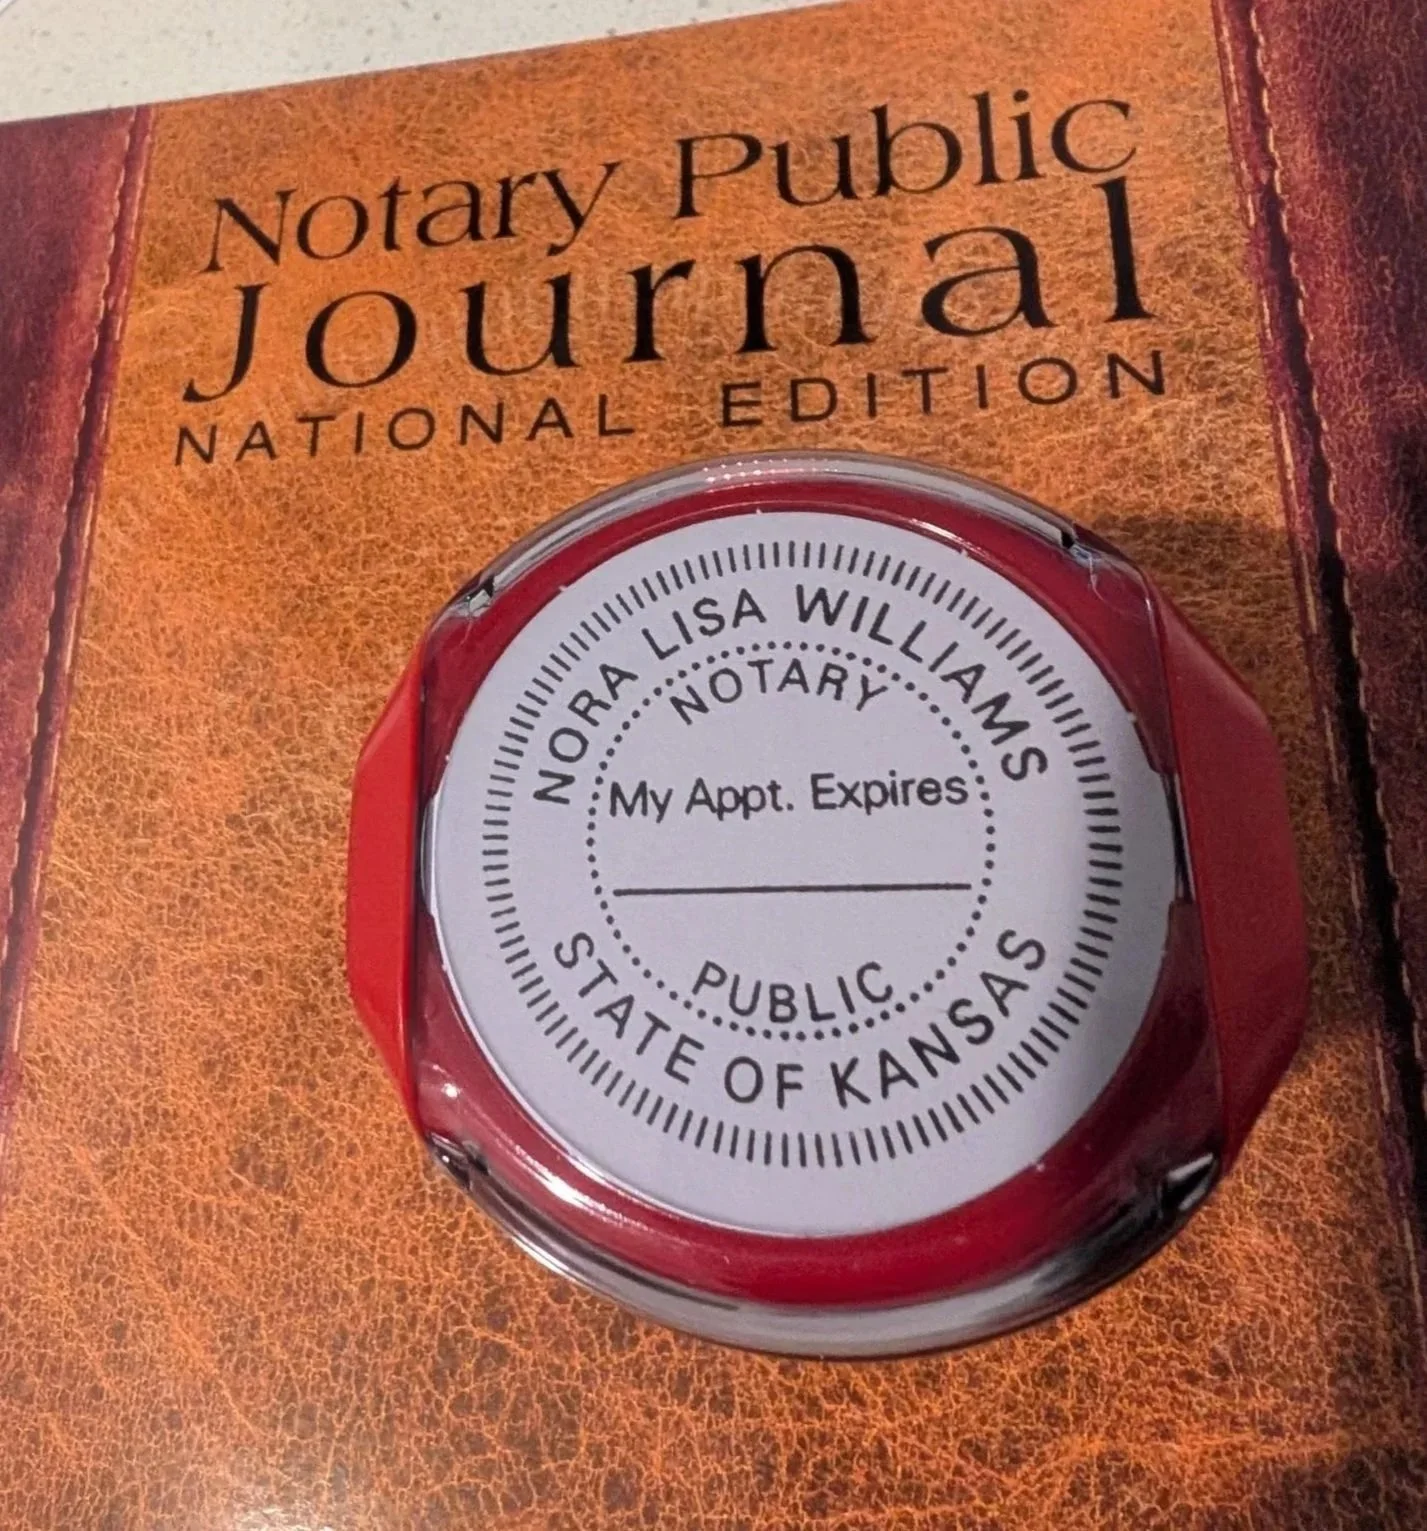 Notary Public
Journal
NATIONAL EDITION
NORA LISA WILLIAMS
NOTARY
My Appt. Expires
PUBLIC
STATE OF KANSAS